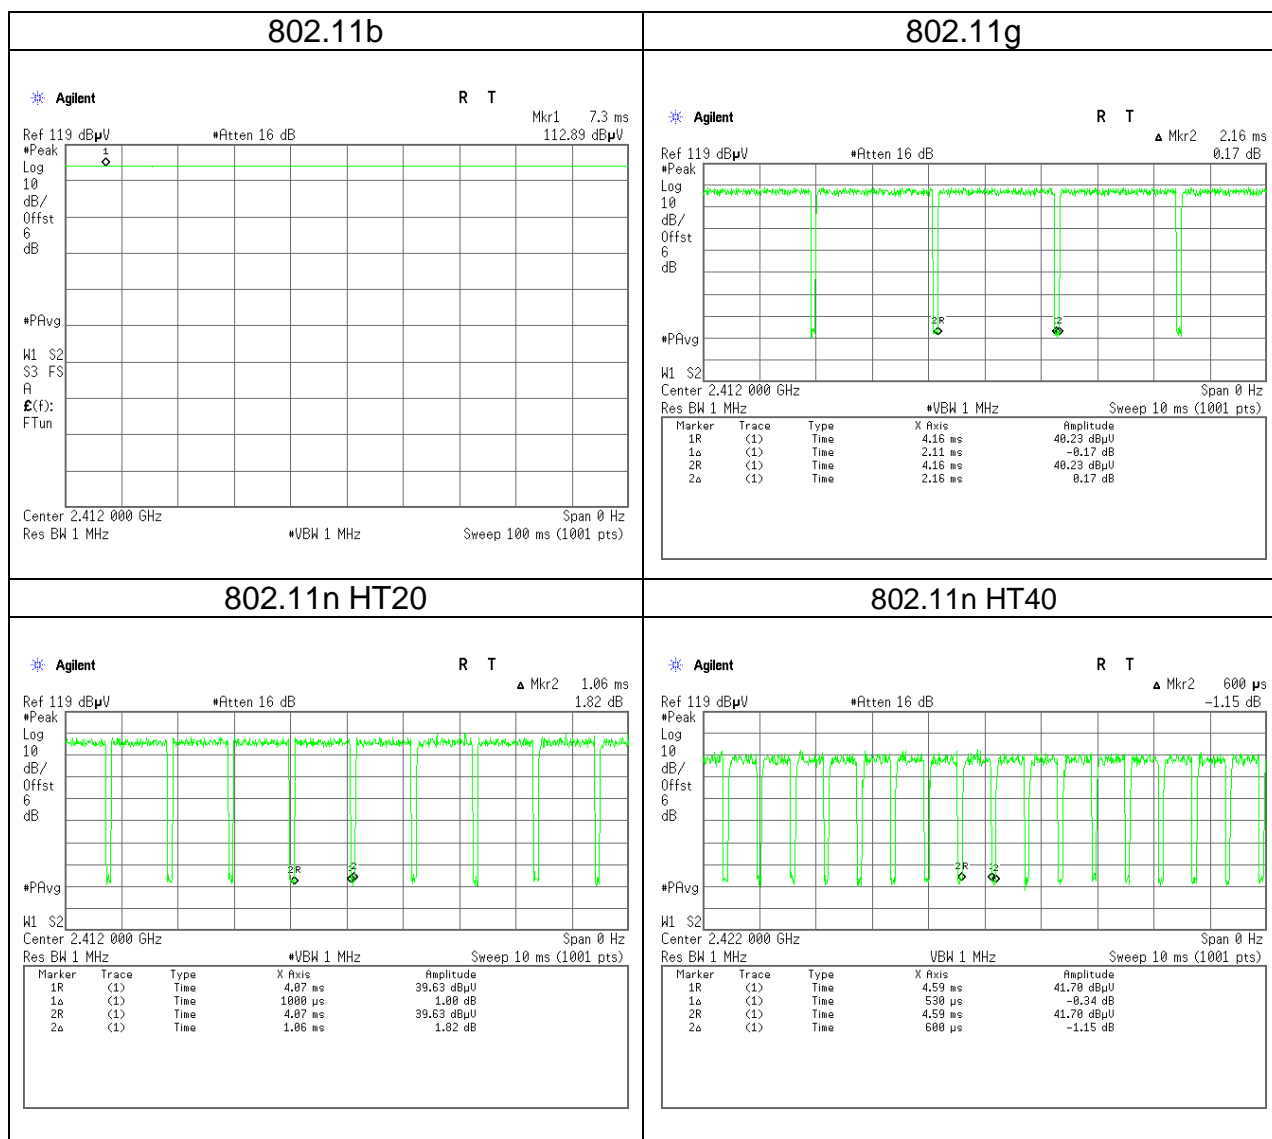 802.11b
Agilent
R T
Mkr1 7.3 ms
Ref 119 dBµV #Atten 16 dB 112.89 dBµV
#Peak
Log
10
dB/
Offst
6
dB
1
#PAvg
W1 S2
S3 FS
A
£(f):
FTun
Center 2.412 000 GHz Span 0 Hz
Res BW 1 MHz #VBW 1 MHz Sweep 100 ms (1001 pts)
802.11g
Agilent
R T
Δ Mkr2 2.16 ms
Ref 119 dBµV #Atten 16 dB 0.17 dB
#Peak
Log
10
dB/
Offst
6
dB
2R
2
#PAvg
W1 S2
Center 2.412 000 GHz Span 0 Hz
Res BW 1 MHz #VBW 1 MHz Sweep 10 ms (1001 pts)
Marker Trace Type X Axis Amplitude
1R (1) Time 4.16 ms 40.23 dBµV
1Δ (1) Time 2.11 ms -0.17 dB
2R (1) Time 4.16 ms 40.23 dBµV
2Δ (1) Time 2.16 ms 0.17 dB
802.11n HT20
Agilent
R T
Δ Mkr2 1.06 ms
Ref 119 dBµV #Atten 16 dB 1.82 dB
#Peak
Log
10
dB/
Offst
6
dB
2R
2
#PAvg
W1 S2
Center 2.412 000 GHz Span 0 Hz
Res BW 1 MHz #VBW 1 MHz Sweep 10 ms (1001 pts)
Marker Trace Type X Axis Amplitude
1R (1) Time 4.07 ms 39.63 dBµV
1Δ (1) Time 1000 µs 1.00 dB
2R (1) Time 4.07 ms 39.63 dBµV
2Δ (1) Time 1.06 ms 1.82 dB
802.11n HT40
Agilent
R T
Δ Mkr2 600 µs
Ref 119 dBµV #Atten 16 dB -1.15 dB
#Peak
Log
10
dB/
Offst
6
dB
2R
2
#PAvg
W1 S2
Center 2.422 000 GHz Span 0 Hz
Res BW 1 MHz VBW 1 MHz Sweep 10 ms (1001 pts)
Marker Trace Type X Axis Amplitude
1R (1) Time 4.59 ms 41.70 dBµV
1Δ (1) Time 530 µs -0.34 dB
2R (1) Time 4.59 ms 41.70 dBµV
2Δ (1) Time 600 µs -1.15 dB